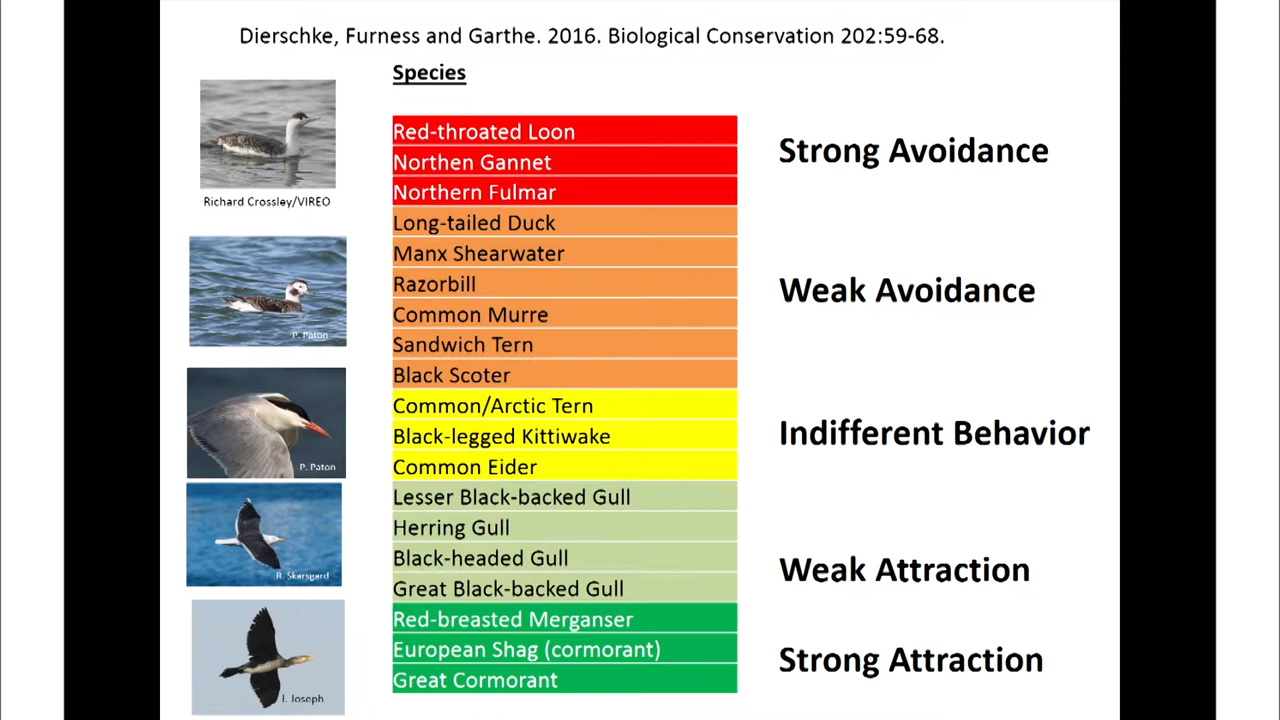 Dierschke, Furness and Garthe. 2016. Biological Conservation 202:59-68.
Species
Richard Crossley/VIREO
P. Paton
P. Paton
R. Skarsgard
J. Joseph
Red-throated Loon
Northen Gannet
Northern Fulmar
Long-tailed Duck
Manx Shearwater
Razorbill
Common Murre
Sandwich Tern
Black Scoter
Common/Arctic Tern
Black-legged Kittiwake
Common Eider
Lesser Black-backed Gull
Herring Gull
Black-headed Gull
Great Black-backed Gull
Red-breasted Merganser
European Shag (cormorant)
Great Cormorant
Strong Avoidance
Weak Avoidance
Indifferent Behavior
Weak Attraction
Strong Attraction